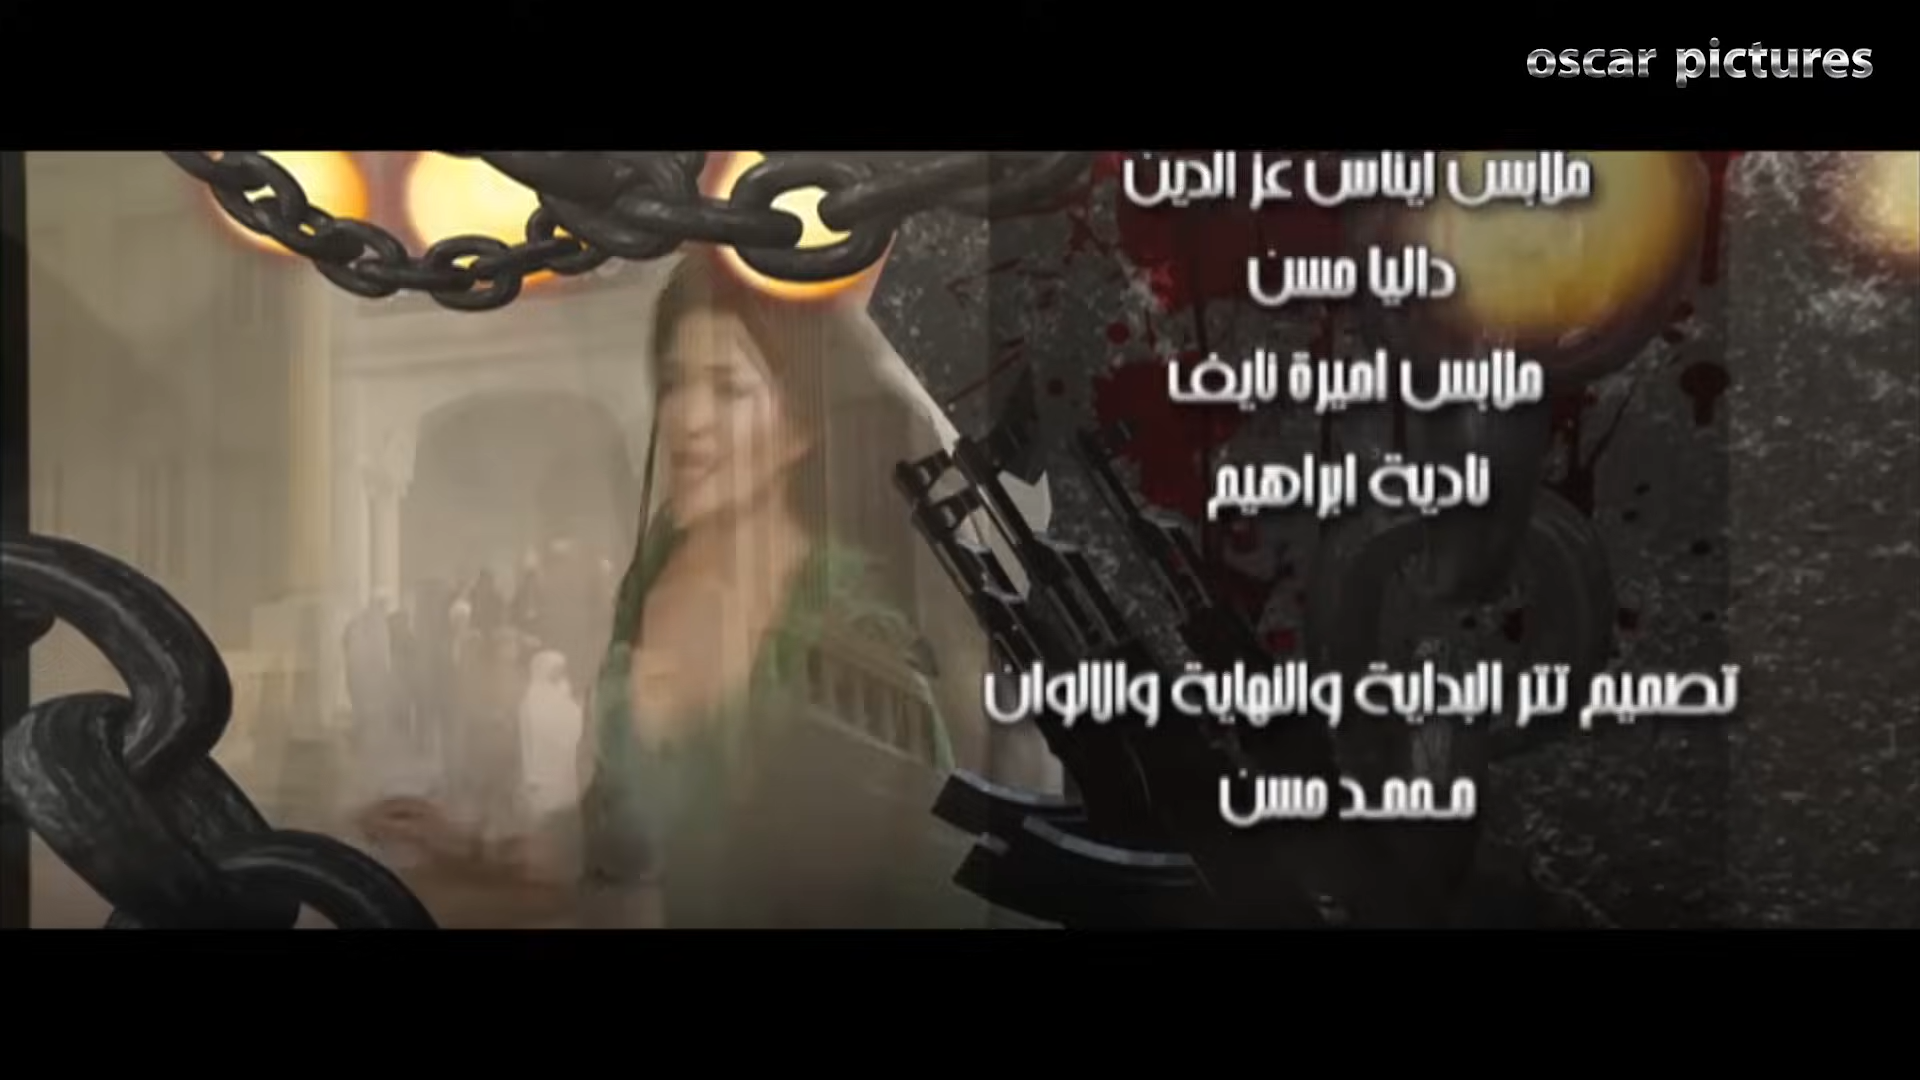 oscar pictures
ملابس ايناس عز الدين
داليا حسن
ملابس اميرة نايف
نادية ابراهيم
تصميم تتر البداية والنهاية والالوان
محمد حسن